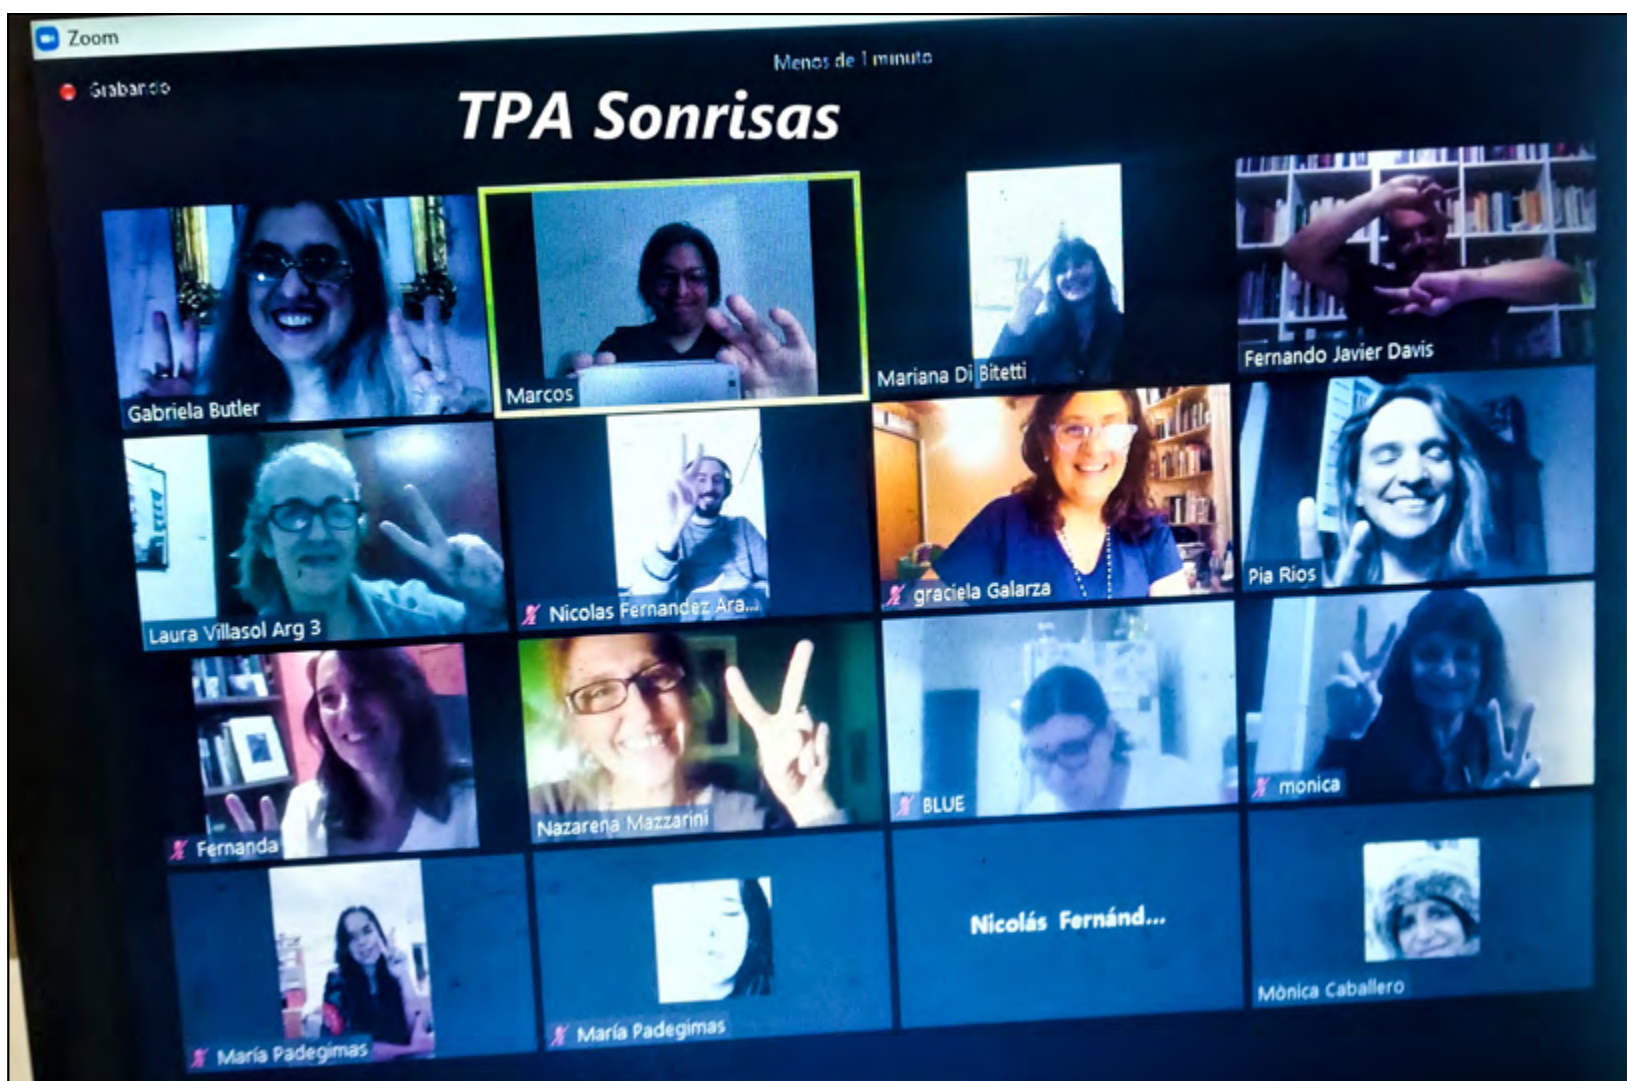 Zoom
Menos de 1 minuto
Grabando
TPA Sonrisas
Gabriela Butler
Marcos
Mariana Di Bitetti
Fernando Javier Davis
Laura Villasol Arg 3
Nicolas Fernandez Ara...
graciela Galarza
Pia Rios
Fernanda
Nazarena Mazzarini
BLUE
monica
María Padegimas
María Padegimas
Nicolás Fernánd...
Mònica Caballero